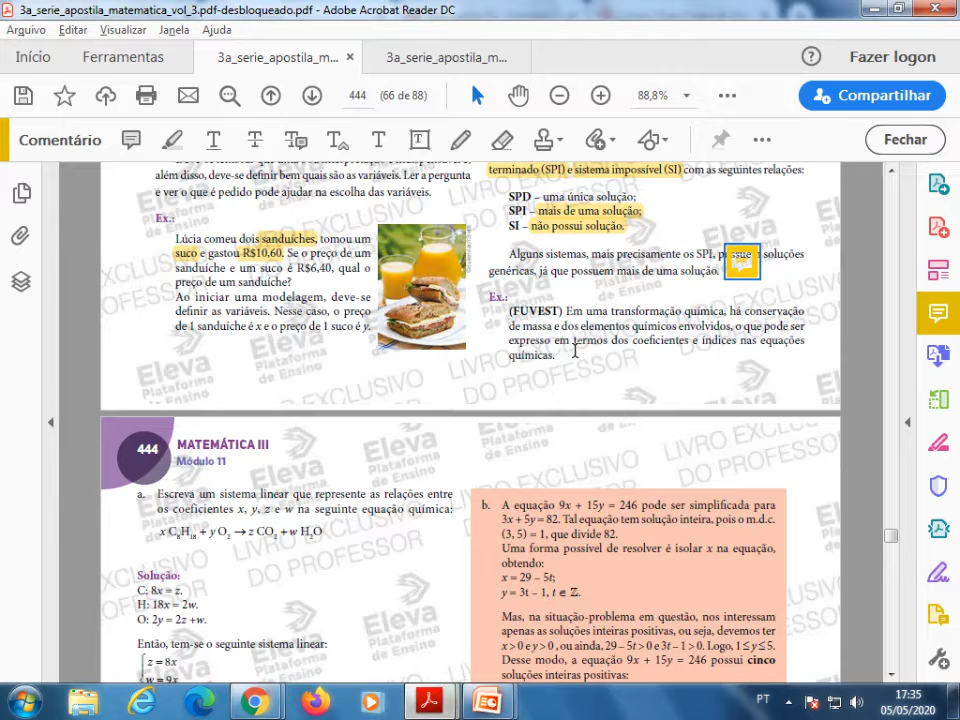 3a_serie_apostila_matematica_vol_3.pdf-desbloqueado.pdf - Adobe Acrobat Reader DC
Arquivo Editar Visualizar Janela Ajuda
Início Ferramentas 3a_serie_apostila_m... × 3a_serie_apostila_m... Fazer logon
444 (66 de 88) 88,8% Compartilhar
Comentário Fechar
além disso, deve-se definir bem quais são as variáveis. Ler a pergunta
e ver o que é pedido pode ajudar na escolha das variáveis.
Ex.:
Lúcia comeu dois sanduíches, tomou um
suco e gastou R$10,60. Se o preço de um
sanduíche e um suco é R$6,40, qual o
preço de um sanduíche?
Ao iniciar uma modelagem, deve-se
definir as variáveis. Nesse caso, o preço
de 1 sanduíche é x e o preço de 1 suco é y.
terminado (SPI) e sistema impossível (SI) com as seguintes relações:
SPD – uma única solução;
SPI – mais de uma solução;
SI – não possui solução.
Alguns sistemas, mais precisamente os SPI, possuem soluções
genéricas, já que possuem mais de uma solução.
Ex.:
(FUVEST) Em uma transformação química, há conservação
de massa e dos elementos químicos envolvidos, o que pode ser
expresso em termos dos coeficientes e índices nas equações
químicas.
444 MATEMÁTICA III
Módulo 11
a. Escreva um sistema linear que represente as relações entre
os coeficientes x, y, z e w na seguinte equação química:
x C8H18 + y O2 → z CO2 + w H2O
Solução:
C: 8x = z.
H: 18x = 2w.
O: 2y = 2z +w.
Então, tem-se o seguinte sistema linear:
z = 8x
w = 9x
b. A equação 9x + 15y = 246 pode ser simplificada para
3x + 5y = 82. Tal equação tem solução inteira, pois o m.d.c.
(3, 5) = 1, que divide 82.
Uma forma possível de resolver é isolar x na equação,
obtendo:
x = 29 – 5t;
y = 3t – 1, t ∈ ℤ.
Mas, na situação-problema em questão, nos interessam
apenas as soluções inteiras positivas, ou seja, devemos ter
x > 0 e y > 0, ou ainda, 29 – 5t > 0 e 3t – 1 > 0. Logo, 1 ≤ y ≤ 5.
Desse modo, a equação 9x + 15y = 246 possui cinco
soluções inteiras positivas:
Eleva
Plataforma
de Ensino
LIVRO EXCLUSIVO
DO PROFESSOR
PT 17:35
05/05/2020